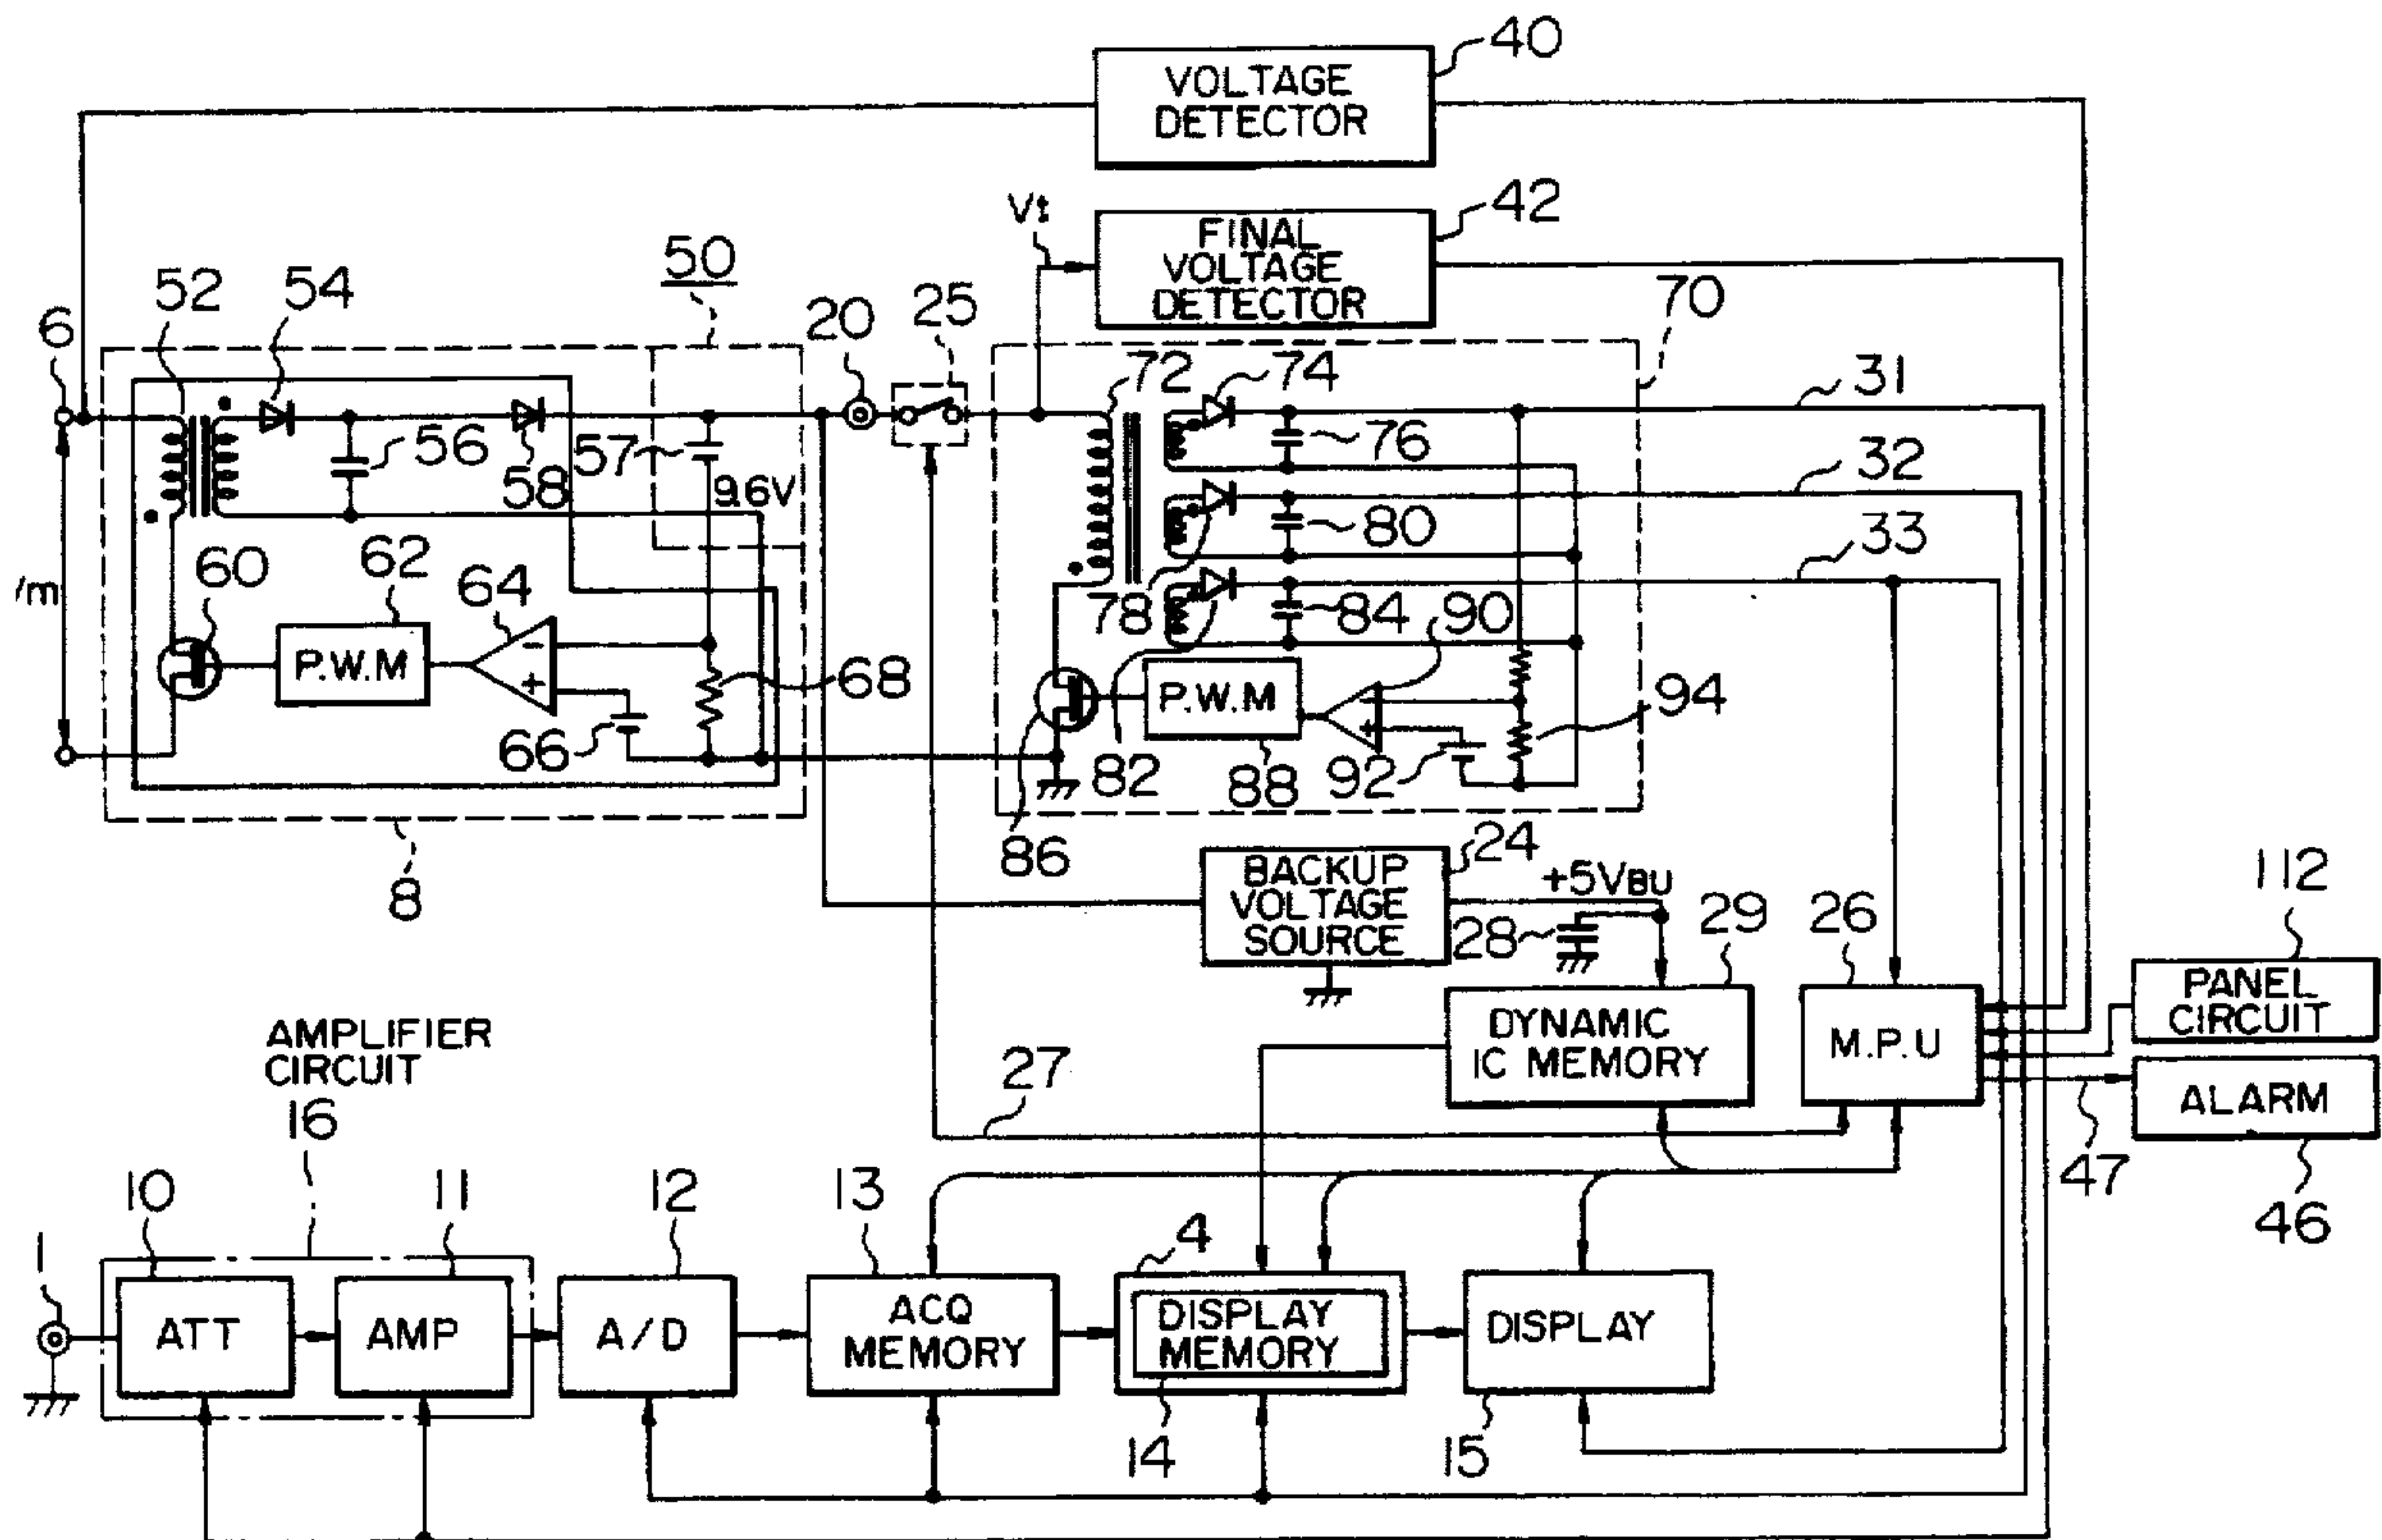 40
VOLTAGE
DETECTOR
42
Vt
FINAL
VOLTAGE
DETECTOR
50
52
54
6
20
25
70
72
74
31
56
58
57
9.6V
76
32
80
33
78
84
90
60
62
64
/m
P.W.M
-
+
68
66
P.W.M
+
94
82
88
92
86
8
24
BACKUP
VOLTAGE
SOURCE
+5VBU
28
29
26
112
PANEL
CIRCUIT
DYNAMIC
IC MEMORY
M.P.U
ALARM
AMPLIFIER
CIRCUIT
16
27
47
46
10
11
12
13
4
1
ATT
AMP
A/D
ACQ
MEMORY
DISPLAY
MEMORY
DISPLAY
14
15